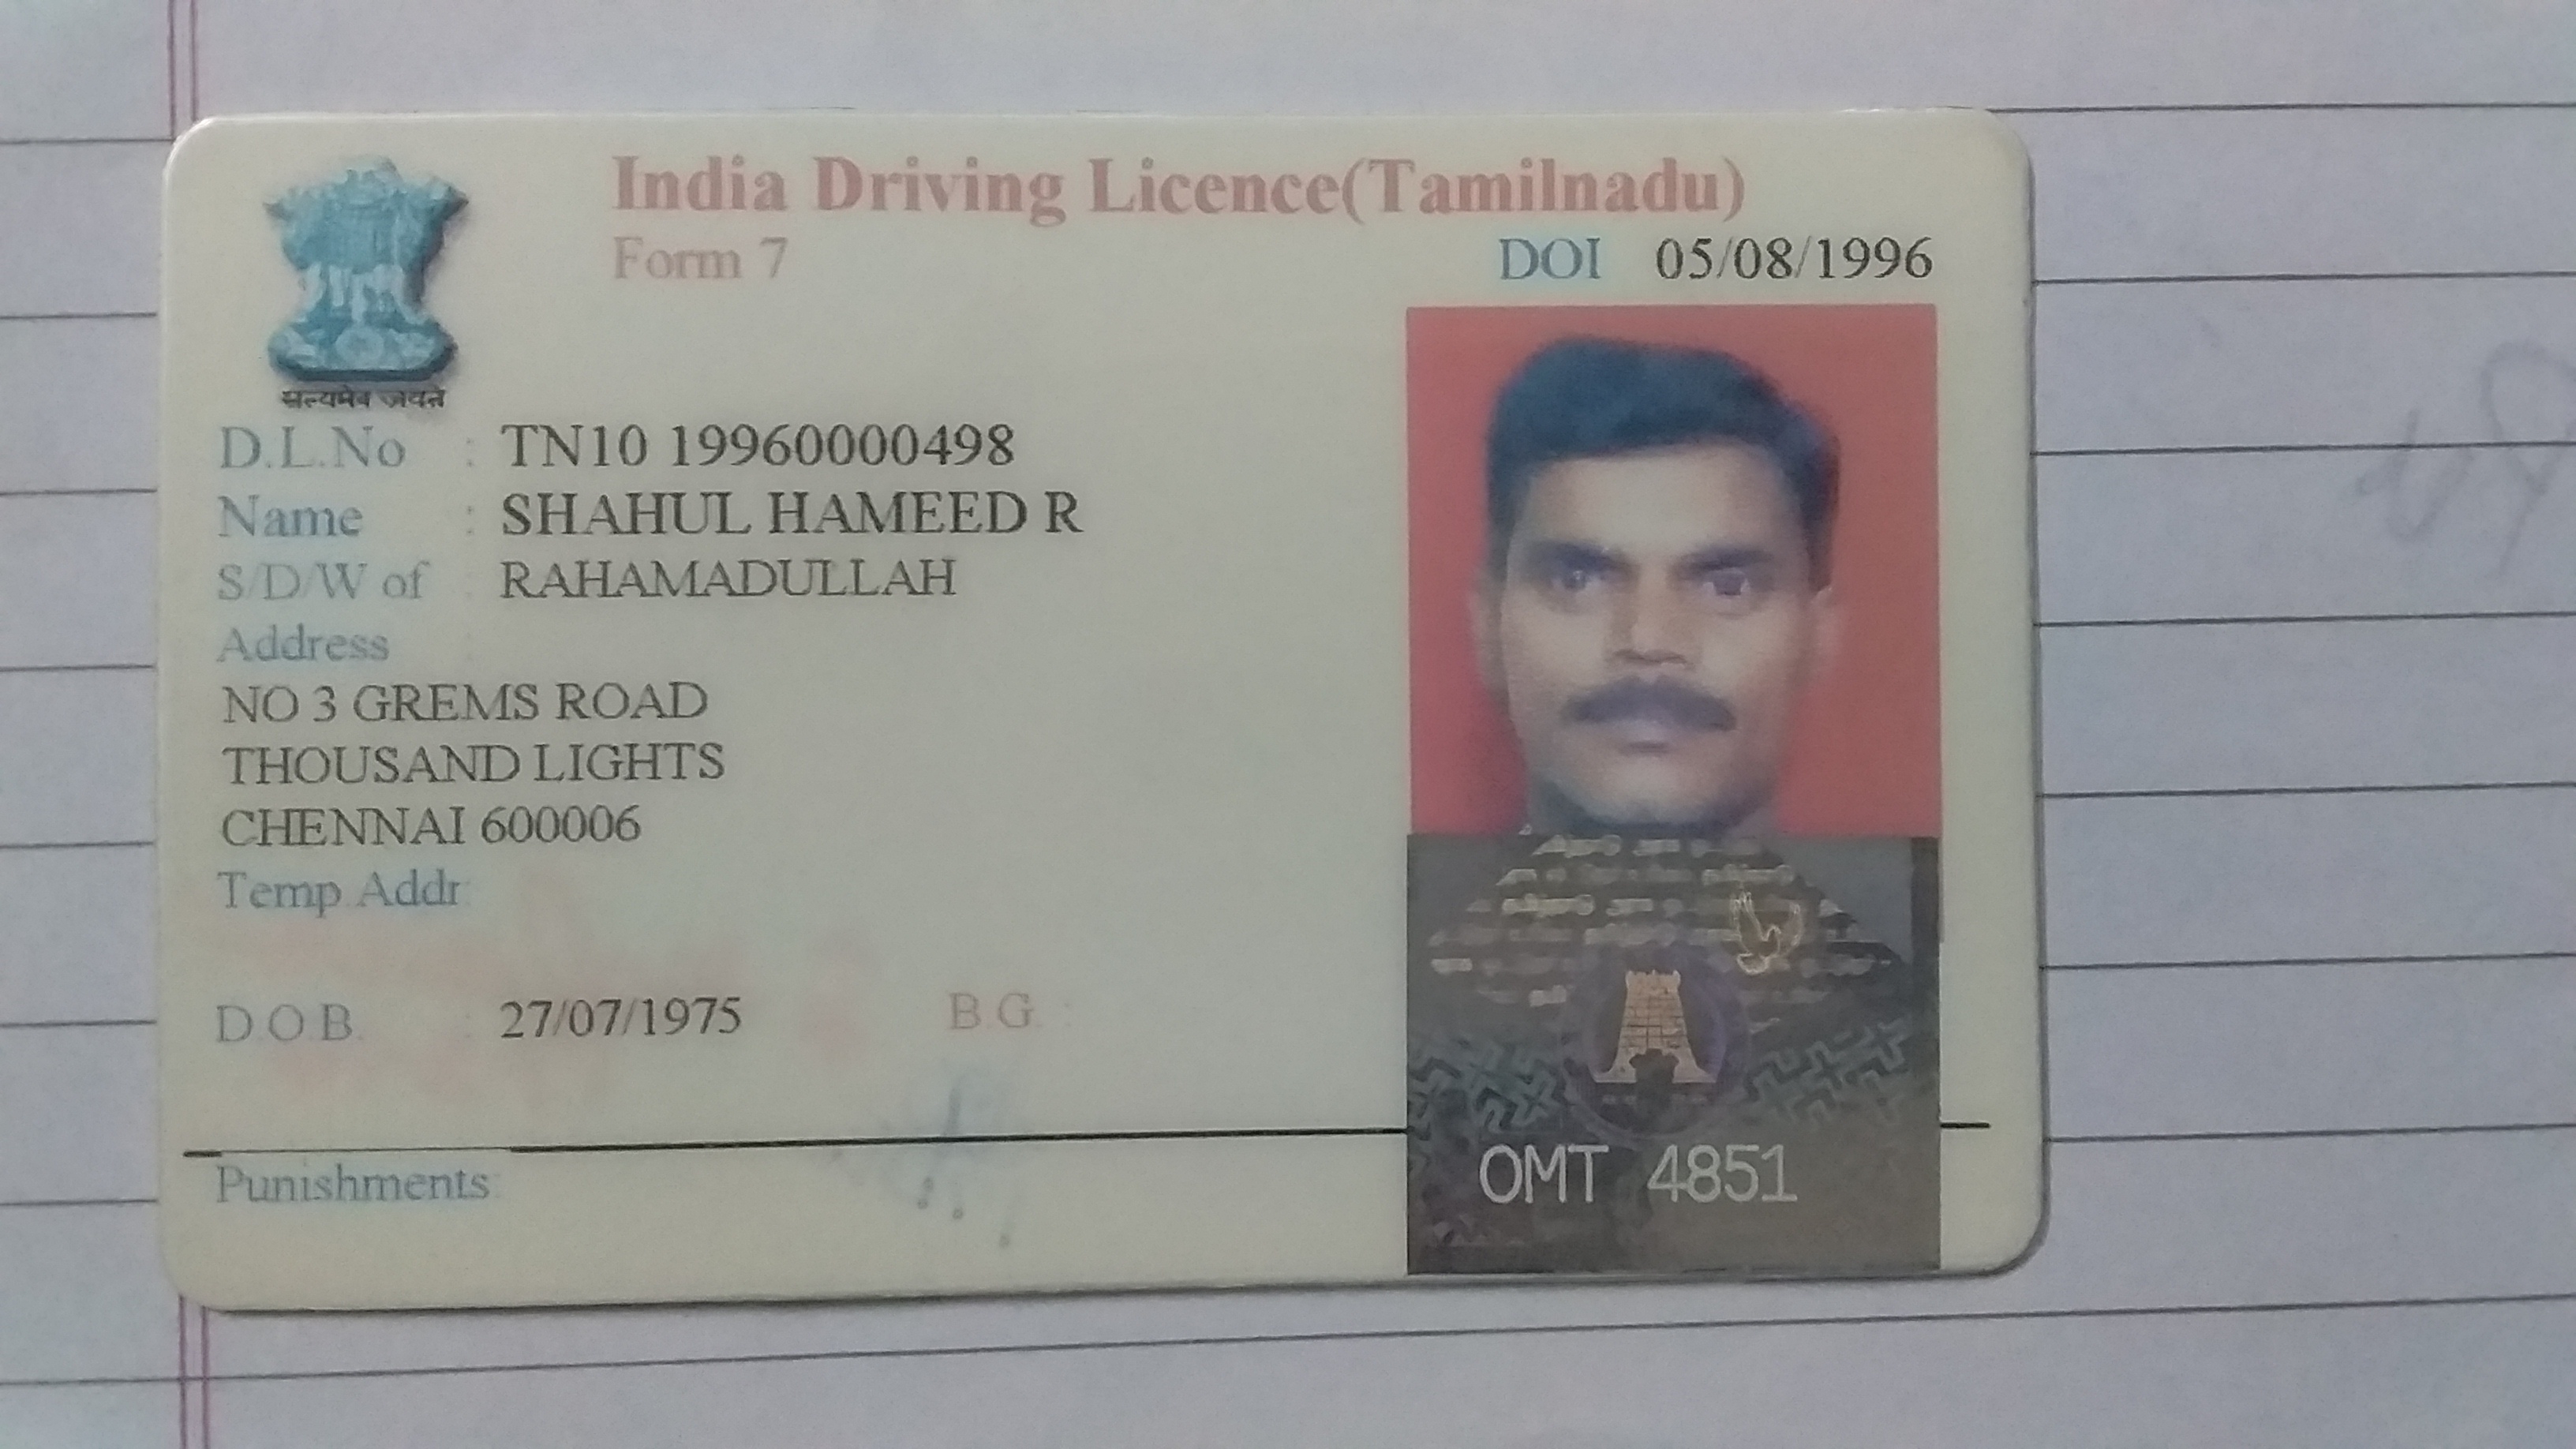 India Driving Licence(Tamilnadu)
Form 7
DOI 05/08/1996
सत्यमेव जयते
D.L.No : TN10 19960000498
Name : SHAHUL HAMEED R
S/D/W of : RAHAMADULLAH
Address :
NO 3 GREMS ROAD
THOUSAND LIGHTS
CHENNAI 600006
Temp Addr
D.O.B. : 27/07/1975 B.G. :
Punishments
OMT 4851